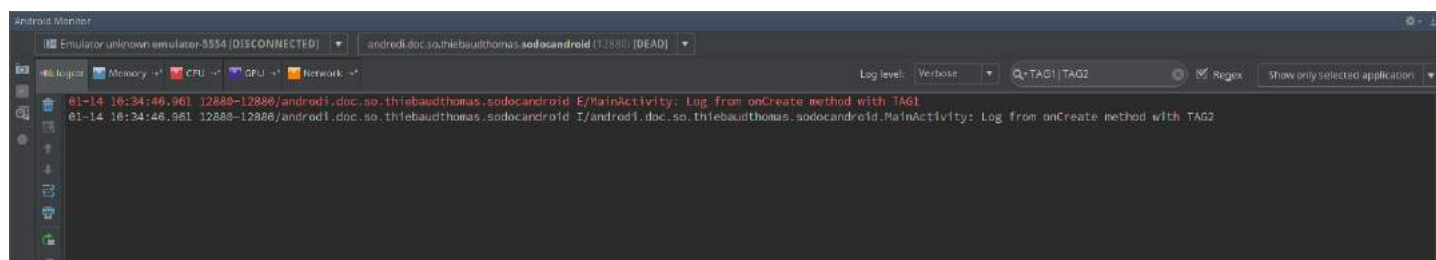 Android Monitor
Emulator unknown emulator-5554 [DISCONNECTED] androdi.doc.so.thiebaudthomas.sodocandroid (12880) [DEAD]
logcat Memory CPU GPU Network Log level: Verbose TAG1|TAG2 Regex Show only selected application
01-14 10:34:46.961 12880-12880/androdi.doc.so.thiebaudthomas.sodocandroid E/MainActivity: Log from onCreate method with TAG1
01-14 10:34:46.961 12880-12880/androdi.doc.so.thiebaudthomas.sodocandroid I/androdi.doc.so.thiebaudthomas.sodocandroid.MainActivity: Log from onCreate method with TAG2